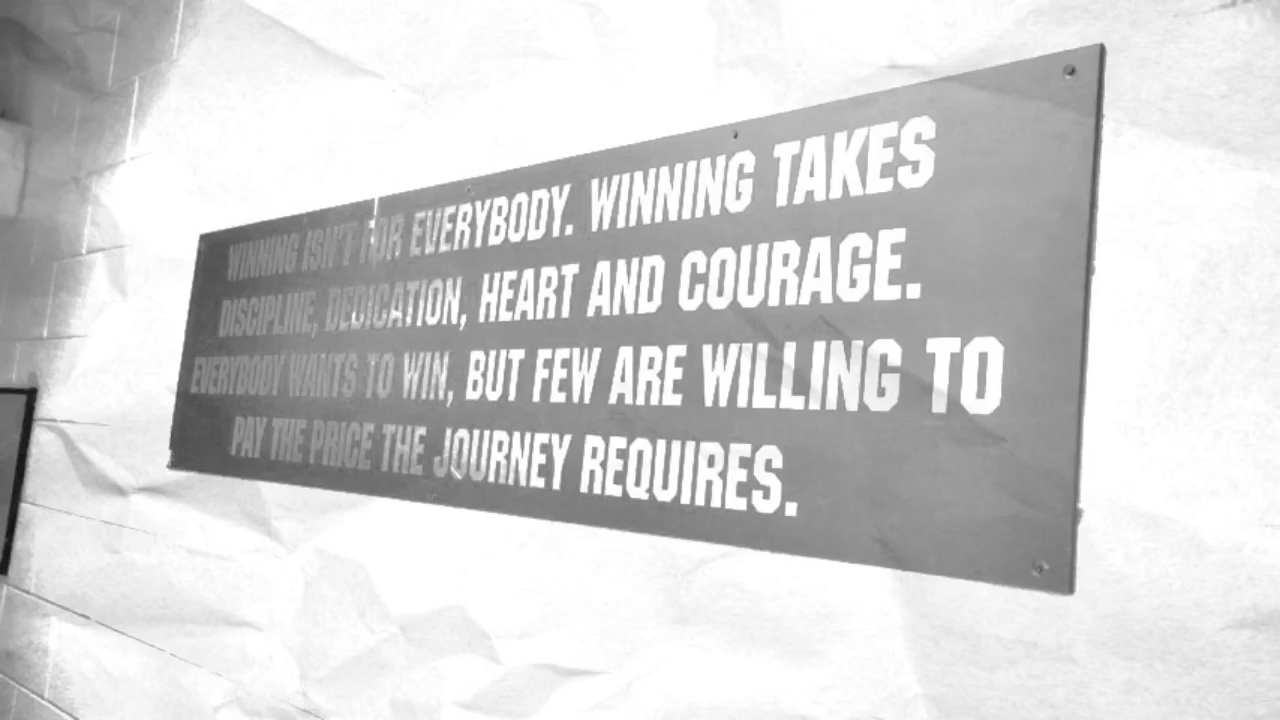 WINNING ISN'T FOR EVERYBODY. WINNING TAKES
DISCIPLINE, DEDICATION, HEART AND COURAGE.
EVERYBODY WANTS TO WIN, BUT FEW ARE WILLING TO
PAY THE PRICE THE JOURNEY REQUIRES.